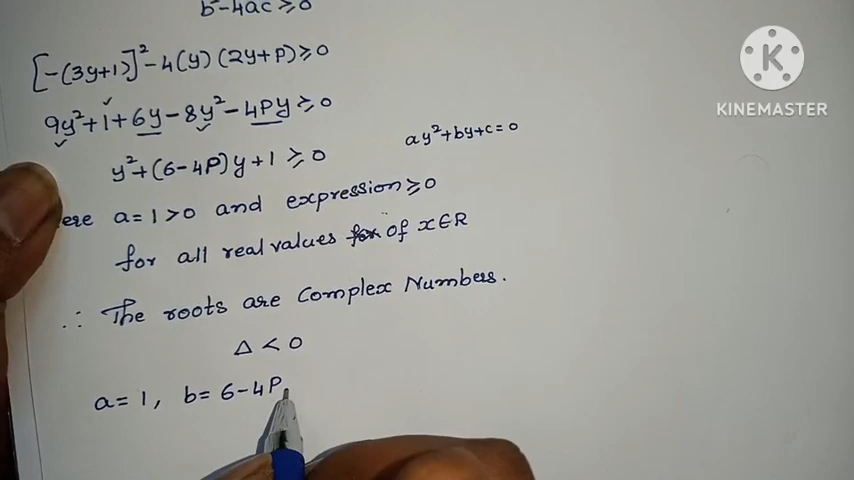 b²-4ac ≥ 0
[-(3y+1)]² - 4(y)(2y+P) ≥ 0
9y² + 1 + 6y - 8y² - 4Py ≥ 0
y² + (6-4P)y + 1 ≥ 0
ay²+by+c=0
a=1>0 and expression ≥ 0
for all real values of x∈R
∴ The roots are Complex Numbers.
Δ < 0
a=1, b=6-4P
K
KINEMASTER